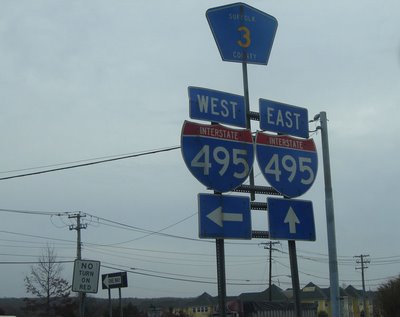 SUFFOLK
3
COUNTY
WEST
EAST
INTERSTATE
495
INTERSTATE
495
NO
TURN
ON
RED